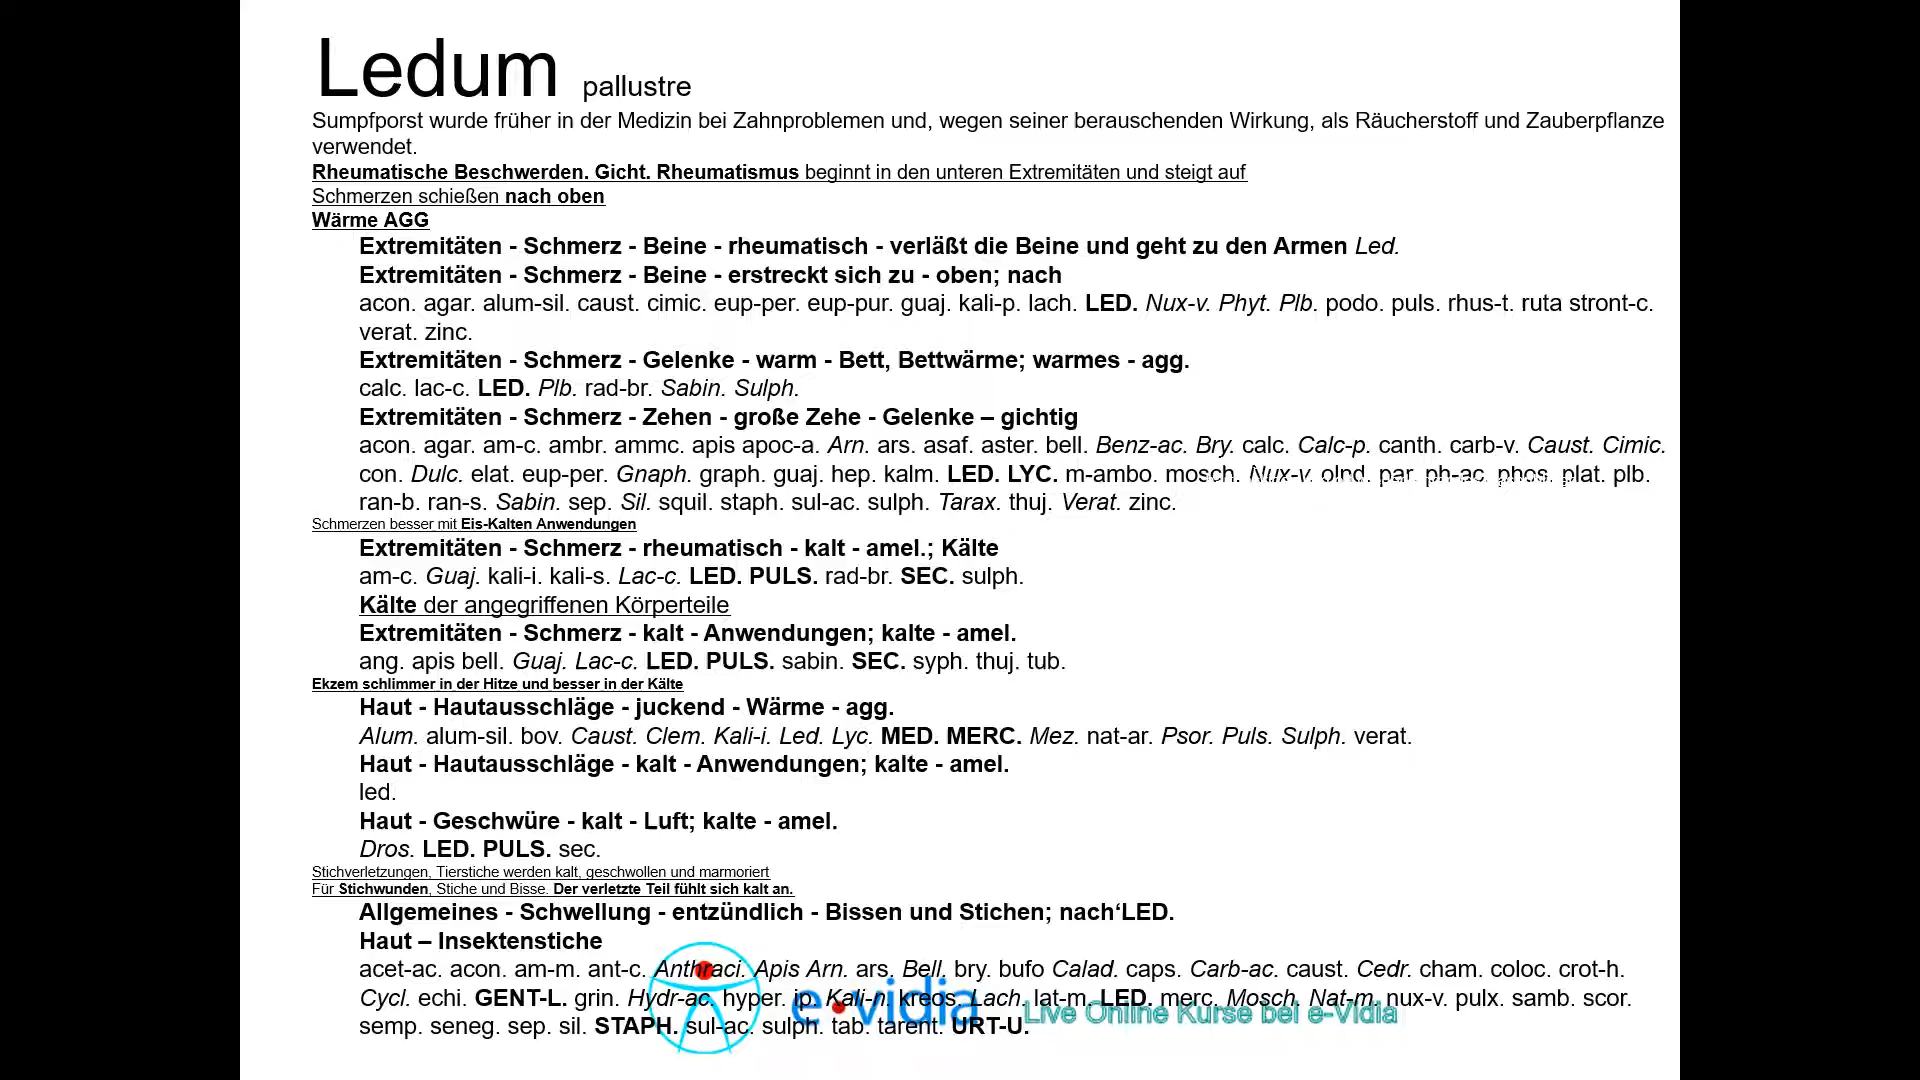 Ledum pallustre
Sumpfporst wurde früher in der Medizin bei Zahnproblemen und, wegen seiner berauschenden Wirkung, als Räucherstoff und Zauberpflanze
verwendet.
Rheumatische Beschwerden. Gicht. Rheumatismus beginnt in den unteren Extremitäten und steigt auf
Schmerzen schießen nach oben
Wärme AGG
Extremitäten - Schmerz - Beine - rheumatisch - verläßt die Beine und geht zu den Armen Led.
Extremitäten - Schmerz - Beine - erstreckt sich zu - oben; nach
acon. agar. alum-sil. caust. cimic. eup-per. eup-pur. guaj. kali-p. lach. LED. Nux-v. Phyt. Plb. podo. puls. rhus-t. ruta stront-c.
verat. zinc.
Extremitäten - Schmerz - Gelenke - warm - Bett, Bettwärme; warmes - agg.
calc. lac-c. LED. Plb. rad-br. Sabin. Sulph.
Extremitäten - Schmerz - Zehen - große Zehe - Gelenke – gichtig
acon. agar. am-c. ambr. ammc. apis apoc-a. Arn. ars. asaf. aster. bell. Benz-ac. Bry. calc. Calc-p. canth. carb-v. Caust. Cimic.
con. Dulc. elat. eup-per. Gnaph. graph. guaj. hep. kalm. LED. LYC. m-ambo. mosch. Nux-v. olnd. par. ph-ac. phos. plat. plb.
ran-b. ran-s. Sabin. sep. Sil. squil. staph. sul-ac. sulph. Tarax. thuj. Verat. zinc.
Schmerzen besser mit Eis-Kalten Anwendungen
Extremitäten - Schmerz - rheumatisch - kalt - amel.; Kälte
am-c. Guaj. kali-i. kali-s. Lac-c. LED. PULS. rad-br. SEC. sulph.
Kälte der angegriffenen Körperteile
Extremitäten - Schmerz - kalt - Anwendungen; kalte - amel.
ang. apis bell. Guaj. Lac-c. LED. PULS. sabin. SEC. syph. thuj. tub.
Ekzem schlimmer in der Hitze und besser in der Kälte
Haut - Hautausschläge - juckend - Wärme - agg.
Alum. alum-sil. bov. Caust. Clem. Kali-i. Led. Lyc. MED. MERC. Mez. nat-ar. Psor. Puls. Sulph. verat.
Haut - Hautausschläge - kalt - Anwendungen; kalte - amel.
led.
Haut - Geschwüre - kalt - Luft; kalte - amel.
Dros. LED. PULS. sec.
Stichverletzungen, Tierstiche werden kalt, geschwollen und marmoriert
Für Stichwunden, Stiche und Bisse. Der verletzte Teil fühlt sich kalt an.
Allgemeines - Schwellung - entzündlich - Bissen und Stichen; nach‘LED.
Haut – Insektenstiche
acet-ac. acon. am-m. ant-c. Anthraci. Apis Arn. ars. Bell. bry. bufo Calad. caps. Carb-ac. caust. Cedr. cham. coloc. crot-h.
Cycl. echi. GENT-L. grin. Hydr-ac. hyper. ip. Kali-n. kreos. Lach. lat-m. LED. merc. Mosch. Nat-m. nux-v. pulx. samb. scor.
semp. seneg. sep. sil. STAPH. sul-ac. sulph. tab. tarent. URT-U.
e•vidia
Live Online Kurse bei e-Vidia